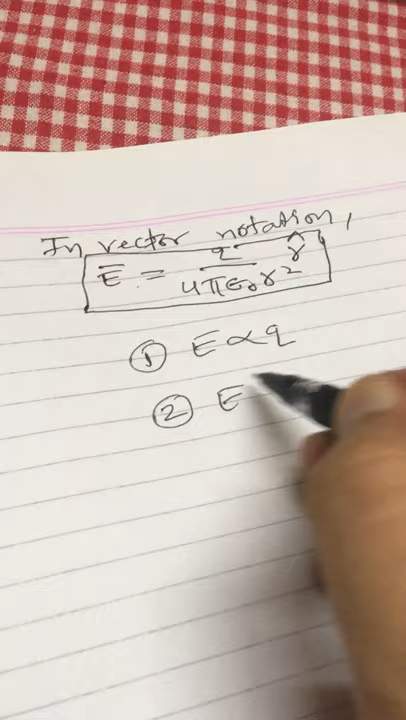 In vector notation,
E̅ = q / 4πε₀r² r̂
① E ∝ q
② E